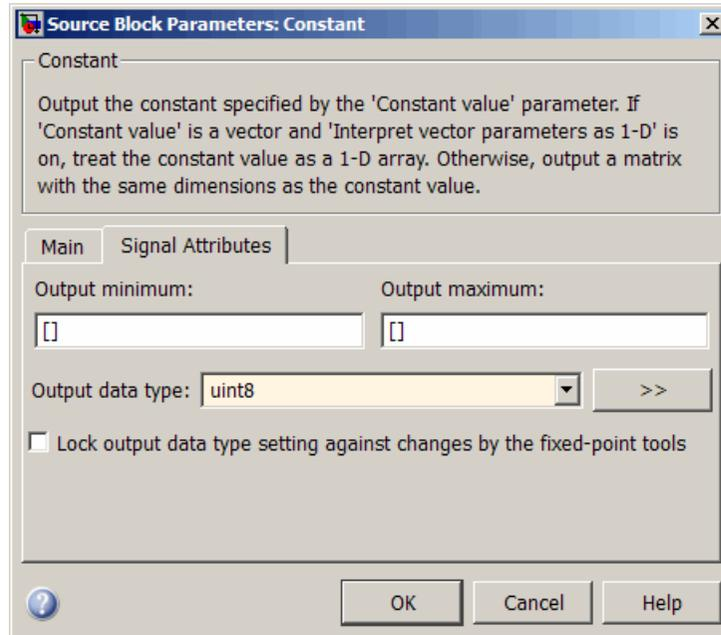 Source Block Parameters: Constant
Constant
Output the constant specified by the 'Constant value' parameter. If
'Constant value' is a vector and 'Interpret vector parameters as 1-D' is
on, treat the constant value as a 1-D array. Otherwise, output a matrix
with the same dimensions as the constant value.
Main Signal Attributes
Output minimum: Output maximum:
[] []
Output data type: uint8 >>
Lock output data type setting against changes by the fixed-point tools
OK Cancel Help